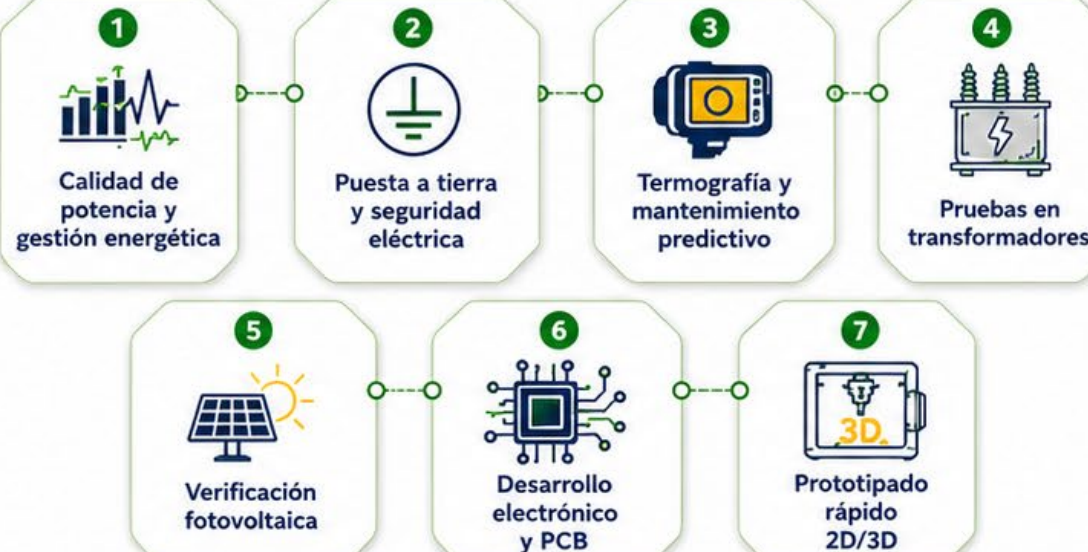 1
Calidad de
potencia y
gestión energética
2
Puesta a tierra
y seguridad
eléctrica
3
Termografía y
mantenimiento
predictivo
4
Pruebas en
transformadores
5
Verificación
fotovoltaica
6
Desarrollo
electrónico
y PCB
7
3D
Prototipado
rápido
2D/3D